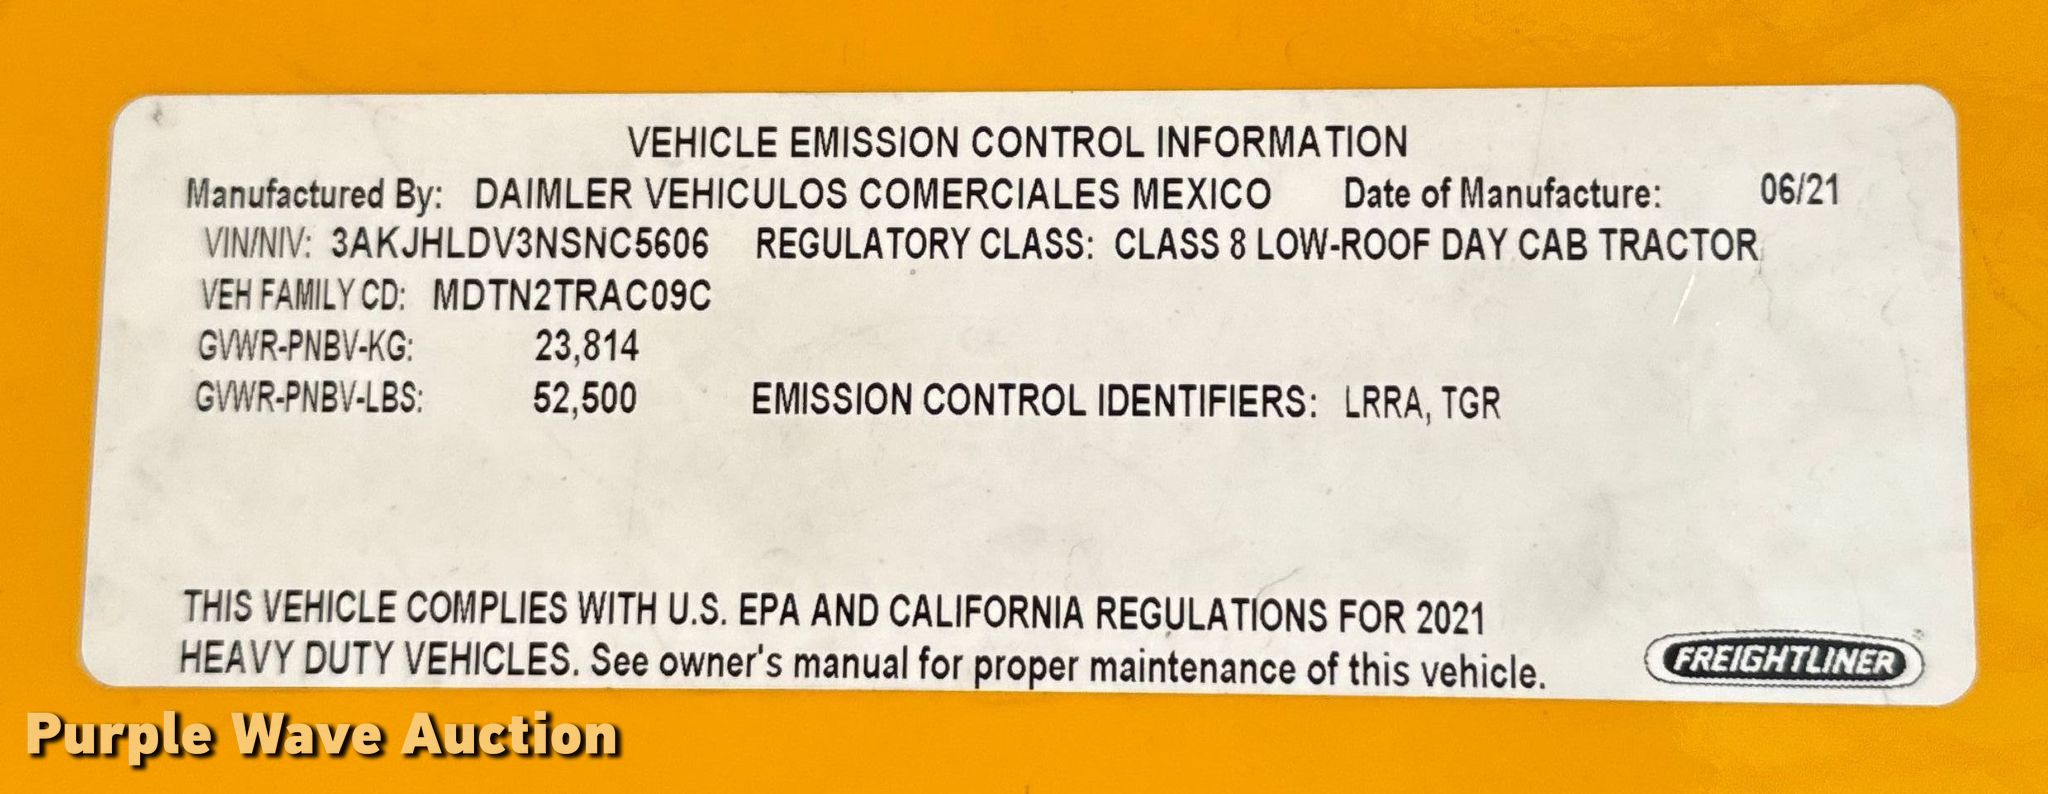 VEHICLE EMISSION CONTROL INFORMATION
Manufactured By: DAIMLER VEHICULOS COMERCIALES MEXICO Date of Manufacture: 06/21
VIN/NIV: 3AKJHLDV3NSNC5606 REGULATORY CLASS: CLASS 8 LOW-ROOF DAY CAB TRACTOR
VEH FAMILY CD: MDTN2TRAC09C
GVWR-PNBV-KG: 23,814
GVWR-PNBV-LBS: 52,500 EMISSION CONTROL IDENTIFIERS: LRRA, TGR
THIS VEHICLE COMPLIES WITH U.S. EPA AND CALIFORNIA REGULATIONS FOR 2021
HEAVY DUTY VEHICLES. See owner's manual for proper maintenance of this vehicle.
FREIGHTLINER
Purple Wave Auction